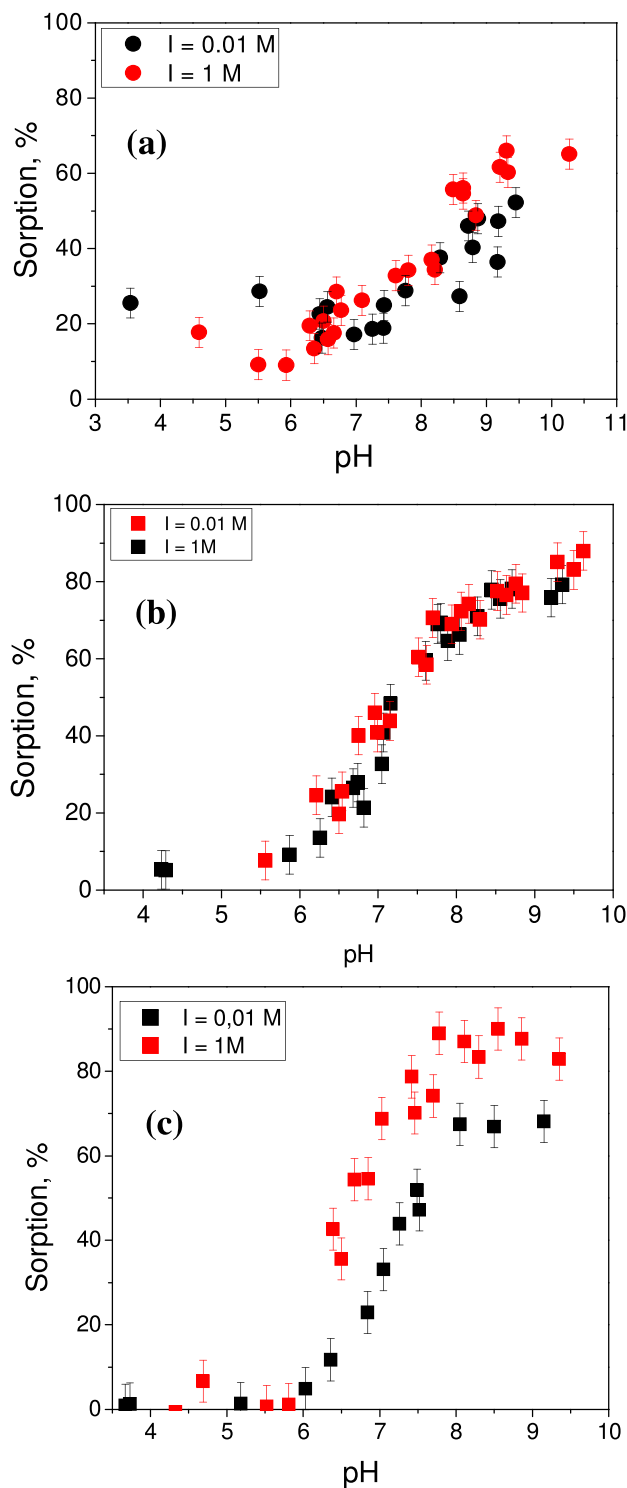 100
I = 0.01 M
I = 1 M
80
(a)
60
Sorption, %
40
20
0
3 4 5 6 7 8 9 10 11
pH
100
I = 0.01 M
I = 1M
80
(b)
60
Sorption, %
40
20
0
4 5 6 7 8 9 10
pH
100
I = 0,01 M
I = 1M
80
(c)
60
Sorption, %
40
20
0
4 5 6 7 8 9 10
pH